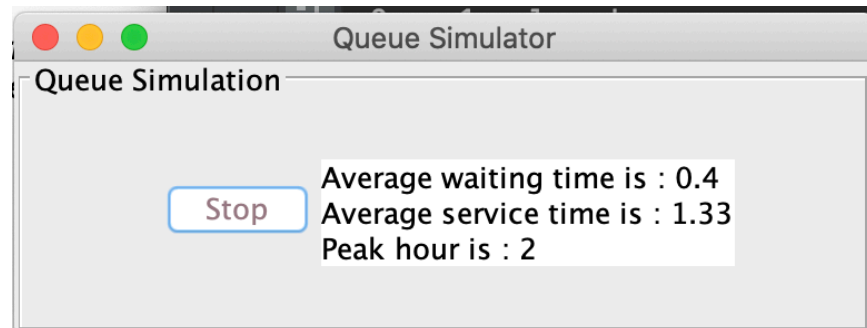 Queue Simulator
Queue Simulation
Stop
Average waiting time is : 0.4
Average service time is : 1.33
Peak hour is : 2